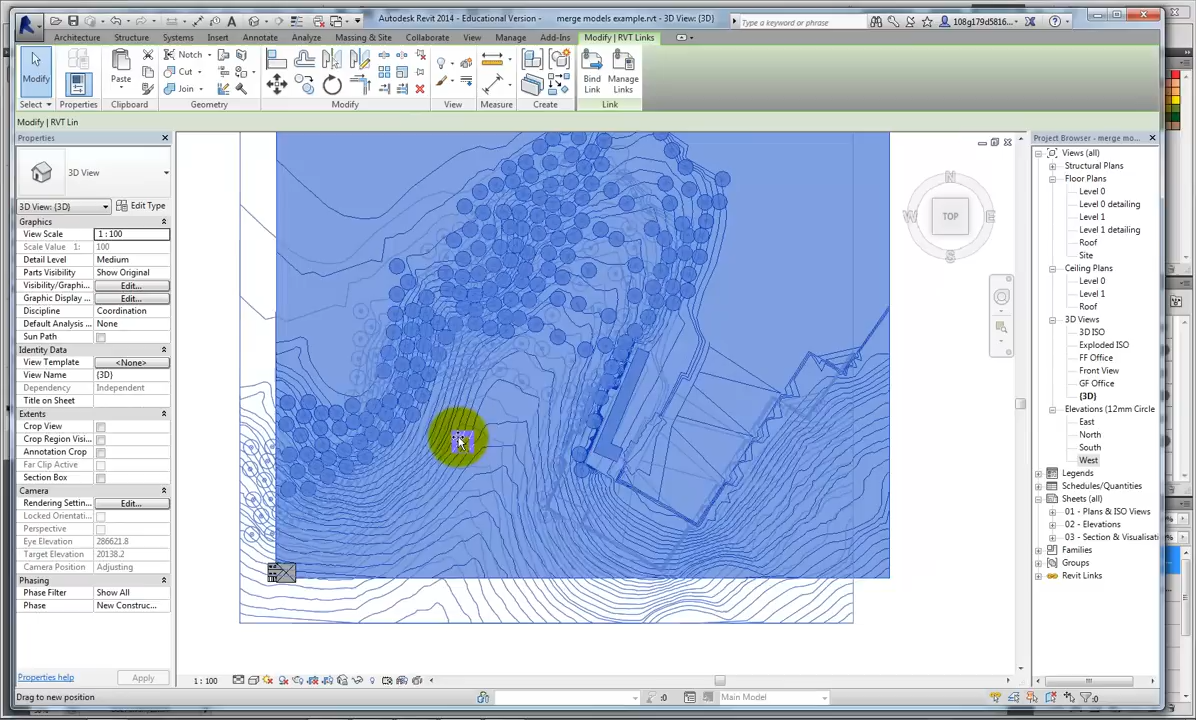 Autodesk Revit 2014 - Educational Version - merge models example.rvt - 3D View: {3D}
Type a keyword or phrase
108g179d5816...
Architecture Structure Systems Insert Annotate Analyze Massing & Site Collaborate View Manage Add-Ins Modify | RVT Links
Modify
Paste
Notch
Cut
Join
Bind Link
Manage Links
Select Properties Clipboard Geometry Modify View Measure Create Link
Modify | RVT Lin
Properties
3D View
3D View: {3D}
Edit Type
Graphics
View Scale 1 : 100
Scale Value 1: 100
Detail Level Medium
Parts Visibility Show Original
Visibility/Graphi... Edit...
Graphic Display ... Edit...
Discipline Coordination
Default Analysis ... None
Sun Path
Identity Data
View Template <None>
View Name {3D}
Dependency Independent
Title on Sheet
Extents
Crop View
Crop Region Visi...
Annotation Crop
Far Clip Active
Section Box
Camera
Rendering Settin... Edit...
Locked Orientati...
Perspective
Eye Elevation 286621.8
Target Elevation 20138.2
Camera Position Adjusting
Phasing
Phase Filter Show All
Phase New Construc...
Properties help
Apply
N
W
TOP
E
S
Project Browser - merge mo...
Views (all)
Structural Plans
Floor Plans
Level 0
Level 0 detailing
Level 1
Level 1 detailing
Roof
Site
Ceiling Plans
Level 0
Level 1
Roof
3D Views
3D ISO
Exploded ISO
FF Office
Front View
GF Office
{3D}
Elevations (12mm Circle
East
North
South
West
Legends
Schedules/Quantities
Sheets (all)
01 - Plans & ISO Views
02 - Elevations
03 - Section & Visualisat
Families
Groups
Revit Links
1 : 100
Drag to new position
:0
Main Model
:0